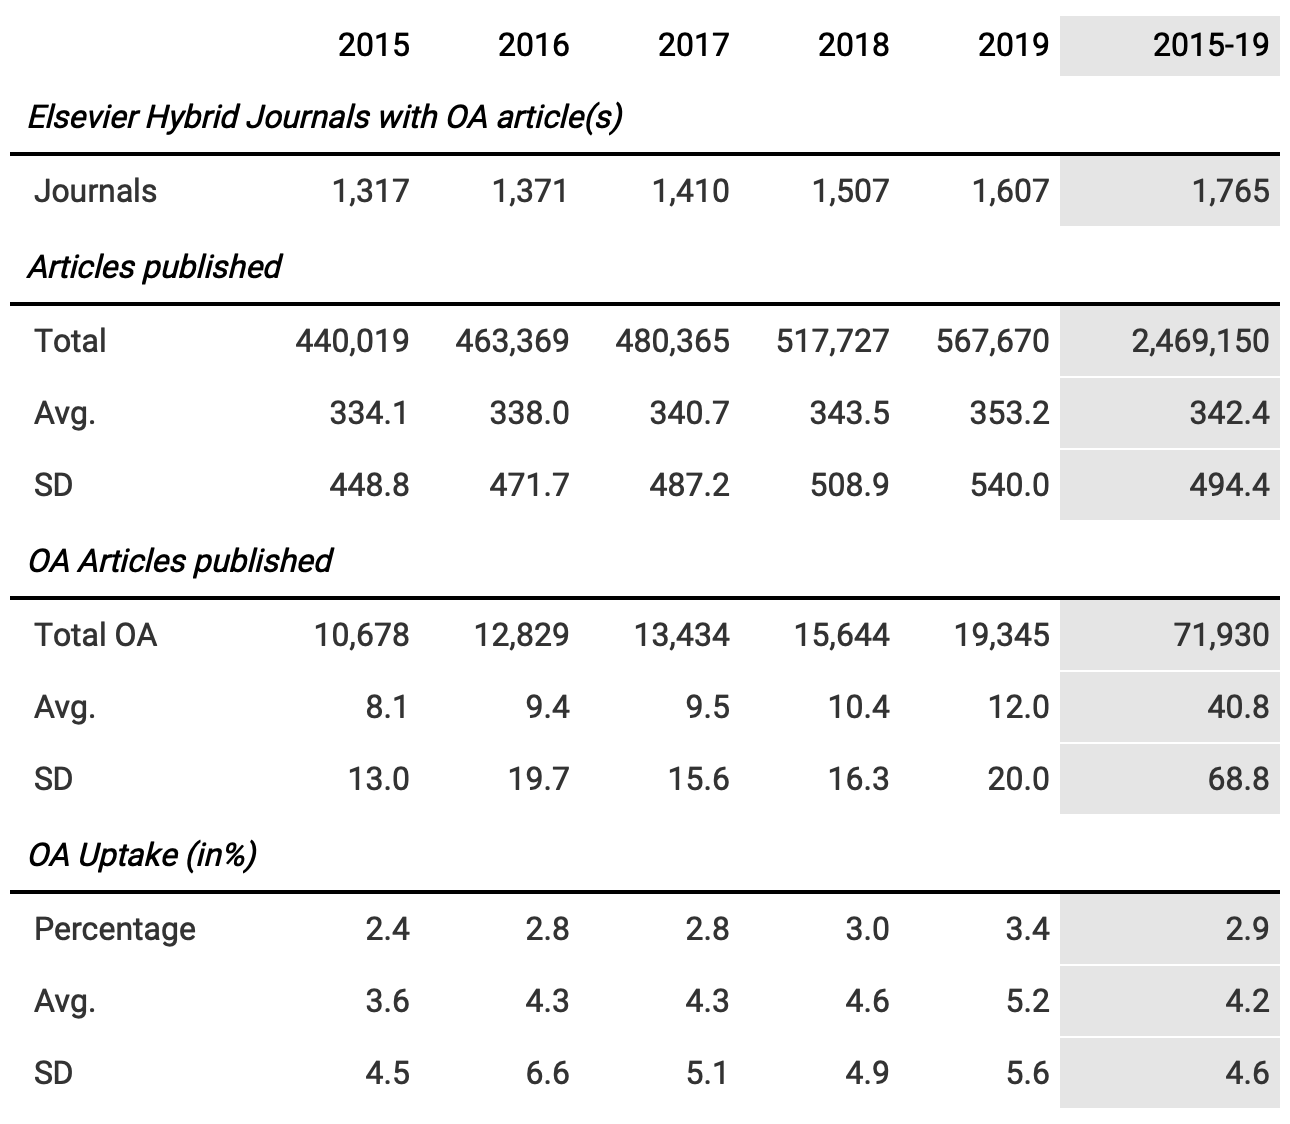 2015 2016 2017 2018 2019 2015-19
Elsevier Hybrid Journals with OA article(s)
Journals 1,317 1,371 1,410 1,507 1,607 1,765
Articles published
Total 440,019 463,369 480,365 517,727 567,670 2,469,150
Avg. 334.1 338.0 340.7 343.5 353.2 342.4
SD 448.8 471.7 487.2 508.9 540.0 494.4
OA Articles published
Total OA 10,678 12,829 13,434 15,644 19,345 71,930
Avg. 8.1 9.4 9.5 10.4 12.0 40.8
SD 13.0 19.7 15.6 16.3 20.0 68.8
OA Uptake (in%)
Percentage 2.4 2.8 2.8 3.0 3.4 2.9
Avg. 3.6 4.3 4.3 4.6 5.2 4.2
SD 4.5 6.6 5.1 4.9 5.6 4.6